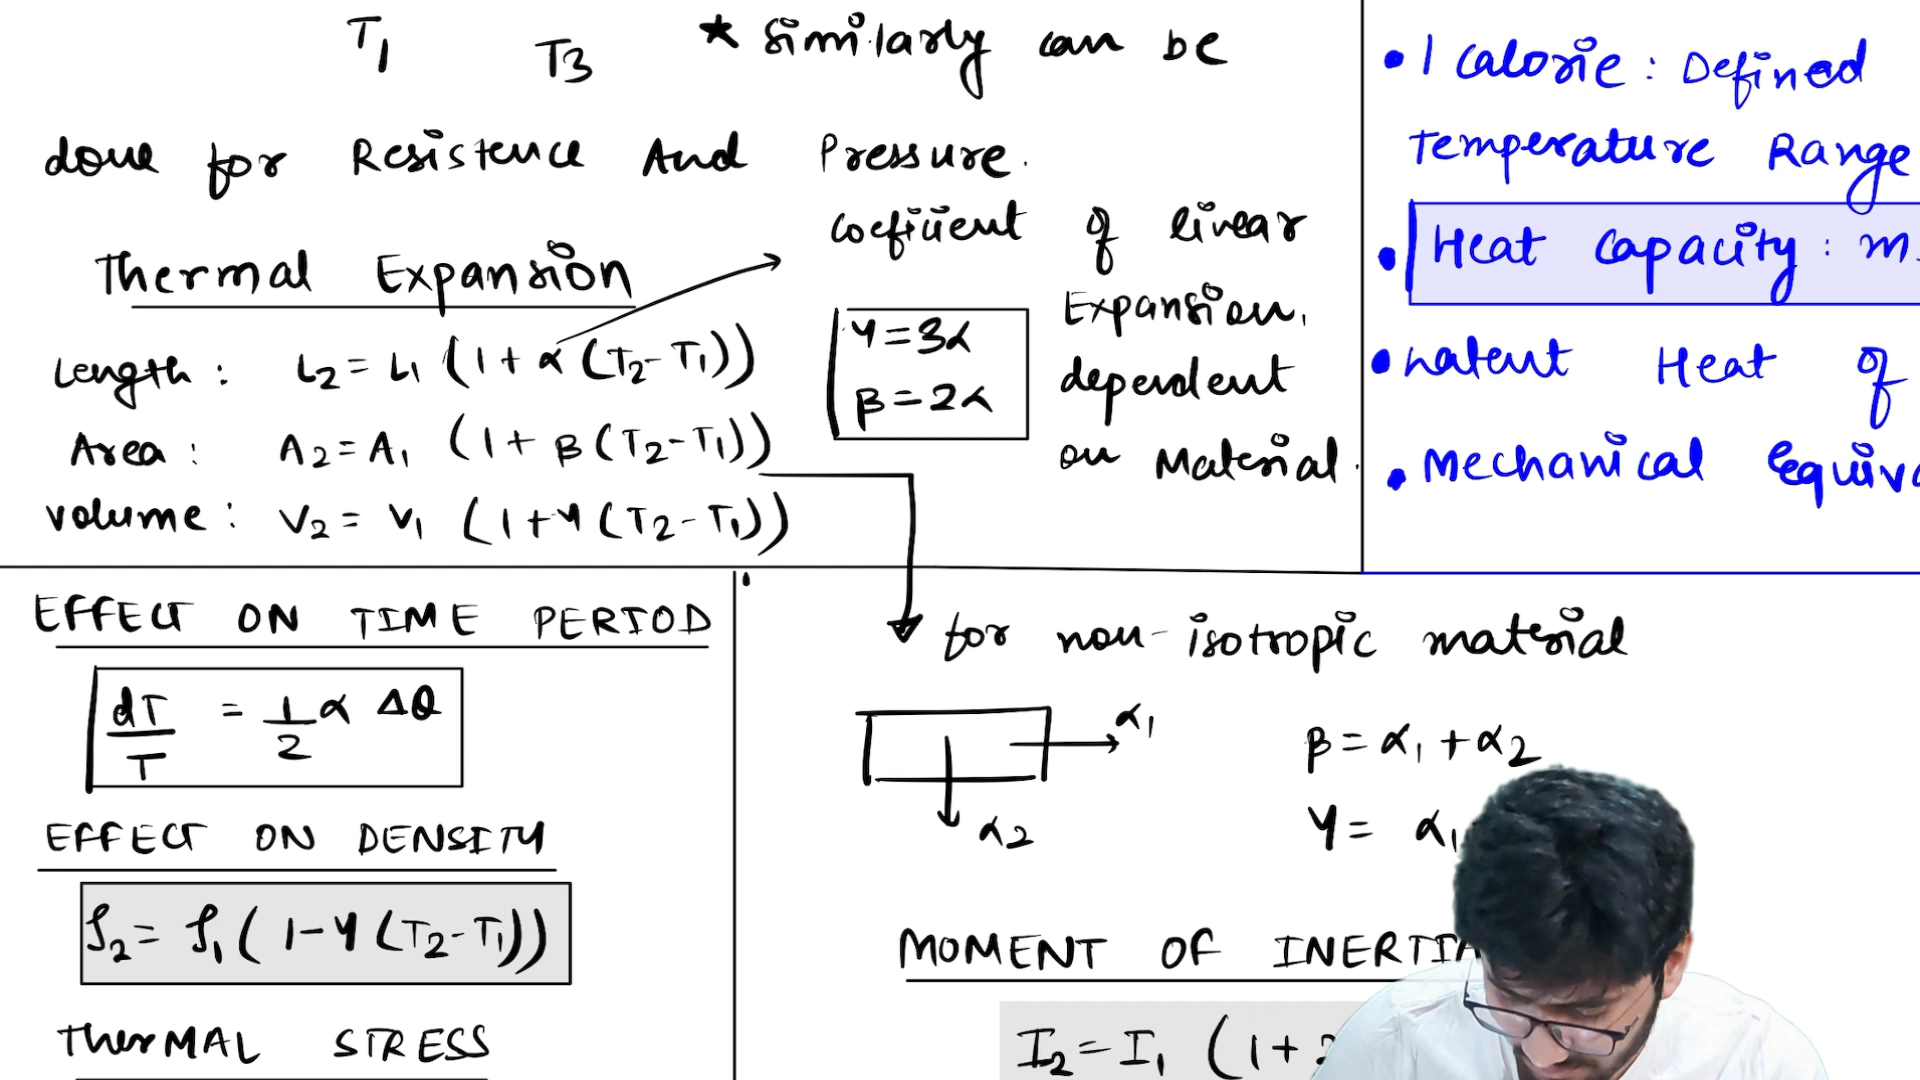 T1 T3 * similarly can be
done for Resistence And Pressure.
Thermal Expansion
coefiient of linear
Expansion,
dependent
on Material.
γ=3α
β=2α
Length: L2 = L1 (1 + α (T2-T1))
Area: A2 = A1 (1 + β (T2-T1))
volume: V2 = V1 (1+γ (T2-T1))
• 1 calorie: Defined
Temperature Range
• Heat capacity: m
• Latent Heat of
• Mechanical
EFFECT ON TIME PERIOD
dT/T = 1/2 α Δθ
EFFECT ON DENSITY
ρ2 = ρ1 (1-γ (T2-T1))
Thermal STRESS
for non-isotropic material
α1
α2
β = α1 + α2
γ = α1
MOMENT OF INERTIA
I2 = I1 (1+